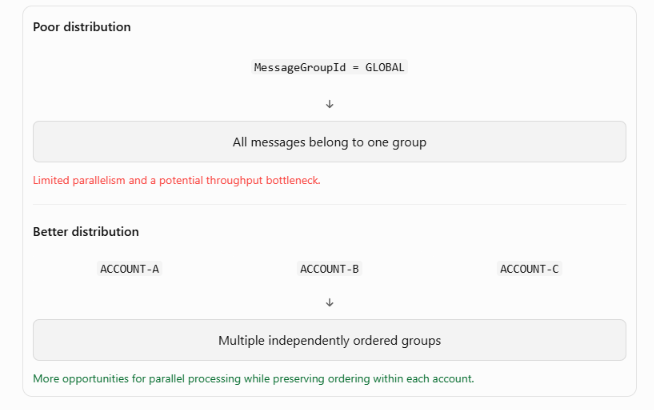 Poor distribution
MessageGroupId = GLOBAL
↓
All messages belong to one group
Limited parallelism and a potential throughput bottleneck.
Better distribution
ACCOUNT-A ACCOUNT-B ACCOUNT-C
↓
Multiple independently ordered groups
More opportunities for parallel processing while preserving ordering within each account.